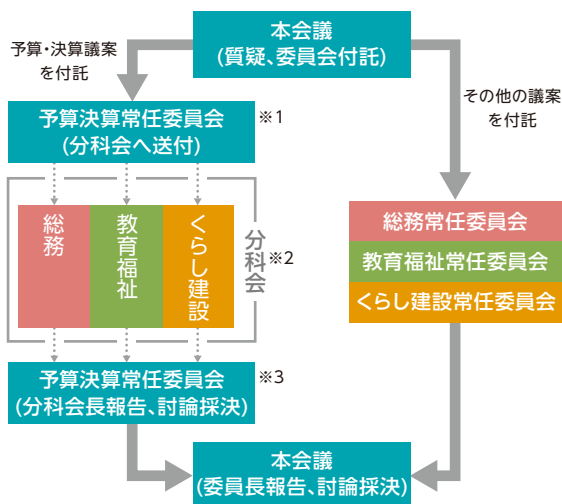 本会議
(質疑、委員会付託)
予算・決算議案
を付託
その他の議案
を付託
予算決算常任委員会
(分科会へ送付)
※1
総務
教育福祉
くらし建設
分科会
※2
総務常任委員会
教育福祉常任委員会
くらし建設常任委員会
予算決算常任委員会
(分科会長報告、討論採決)
※3
本会議
(委員長報告、討論採決)